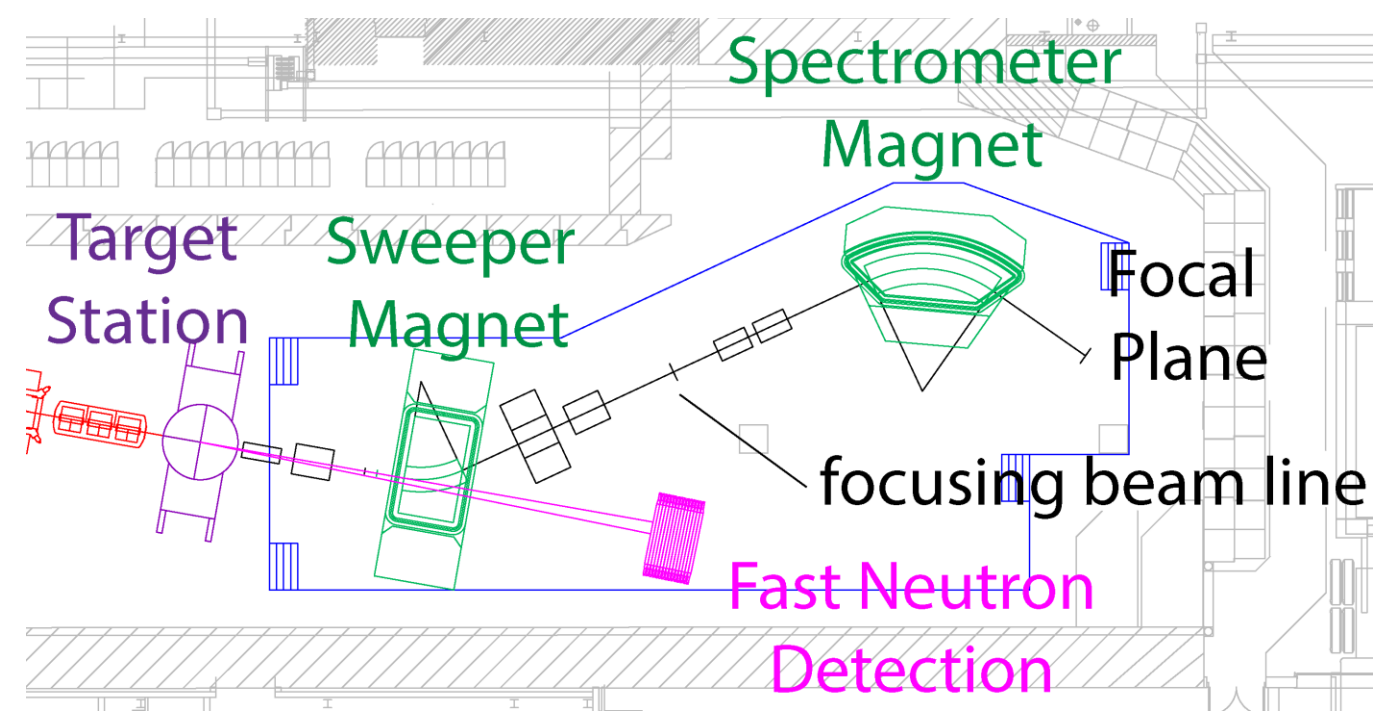 Spectrometer
Magnet
Target
Station
Sweeper
Magnet
Focal
Plane
focusing beam line
Fast Neutron
Detection